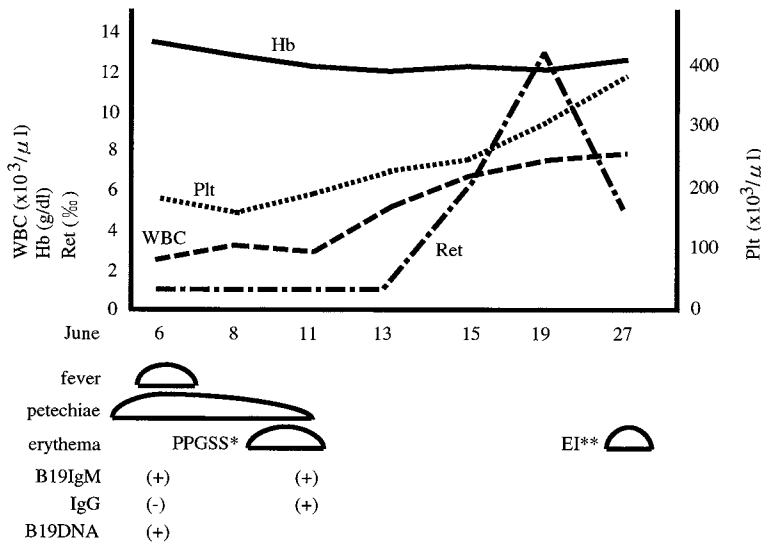 14
12
10
8
6
4
2
0
WBC (x10³/μl)
Hb (g/dl)
Ret (‰)
Hb
Plt
WBC
Ret
400
300
200
100
0
Plt (x10³/μl)
June 6 8 11 13 15 19 27
fever
petechiae
erythema PPGSS* EI**
B19IgM (+) (+)
IgG (-) (+)
B19DNA (+)